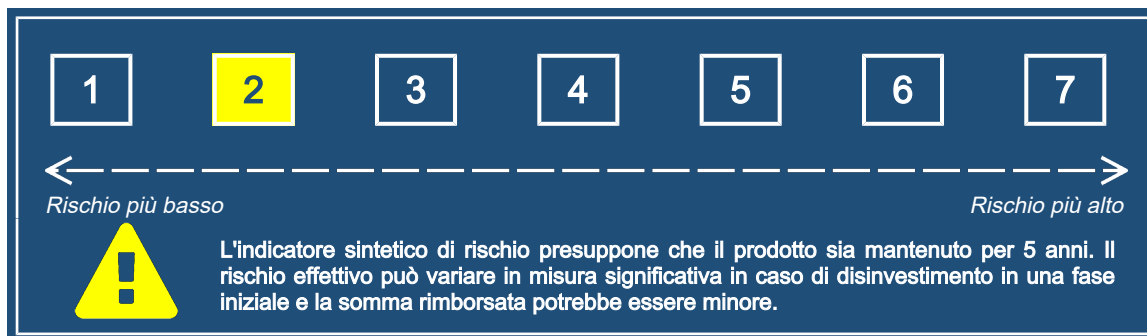 1 2 3 4 5 6 7
Rischio più basso Rischio più alto
L'indicatore sintetico di rischio presuppone che il prodotto sia mantenuto per 5 anni. Il
rischio effettivo può variare in misura significativa in caso di disinvestimento in una fase
iniziale e la somma rimborsata potrebbe essere minore.